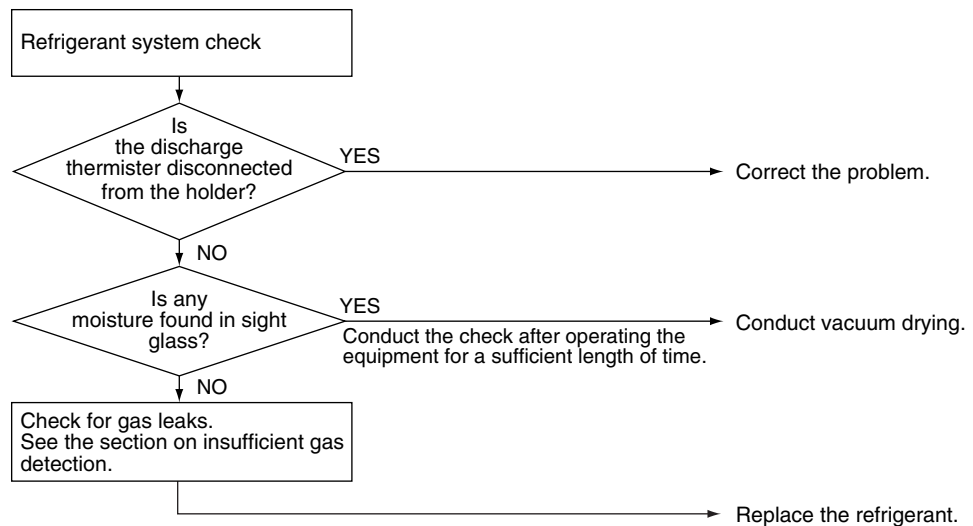 Refrigerant system check
Is
the discharge
thermister disconnected
from the holder?
YES
Correct the problem.
NO
Is any
moisture found in sight
glass?
YES
Conduct the check after operating the
equipment for a sufficient length of time.
Conduct vacuum drying.
NO
Check for gas leaks.
See the section on insufficient gas
detection.
Replace the refrigerant.